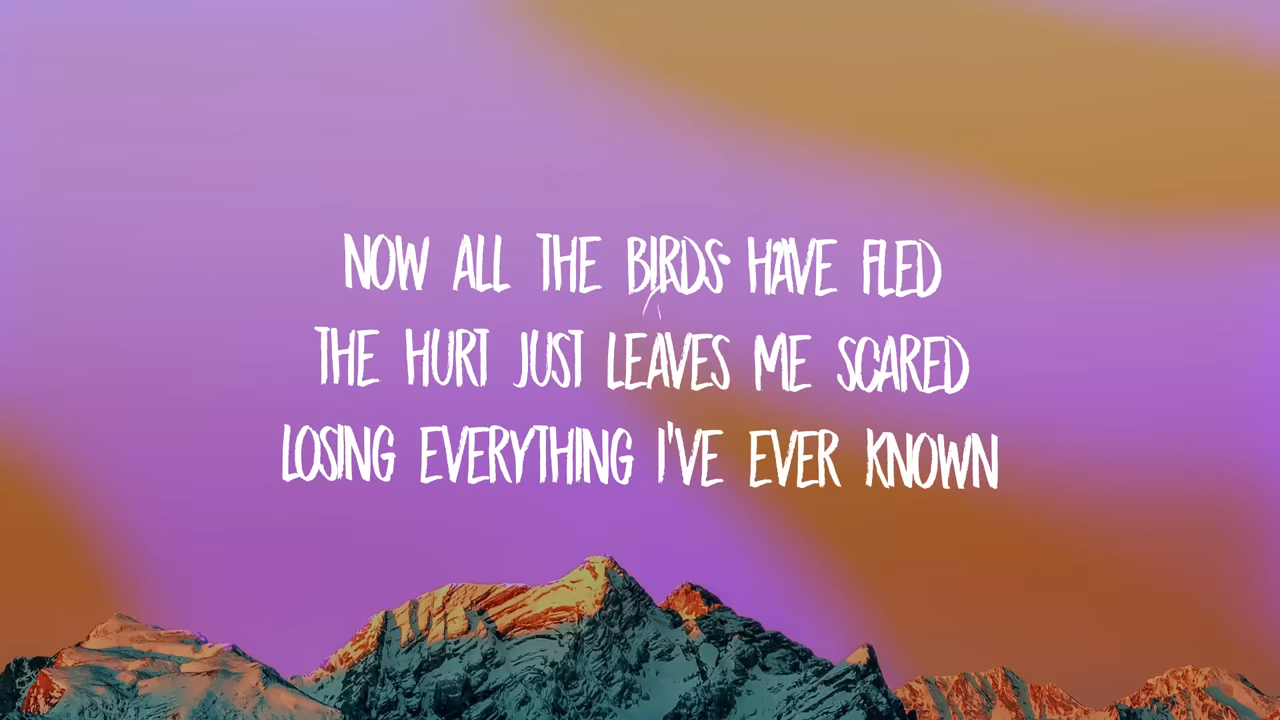 NOW ALL THE BIRDS HAVE FLED
THE HURT JUST LEAVES ME SCARED
LOSING EVERYTHING I'VE EVER KNOWN